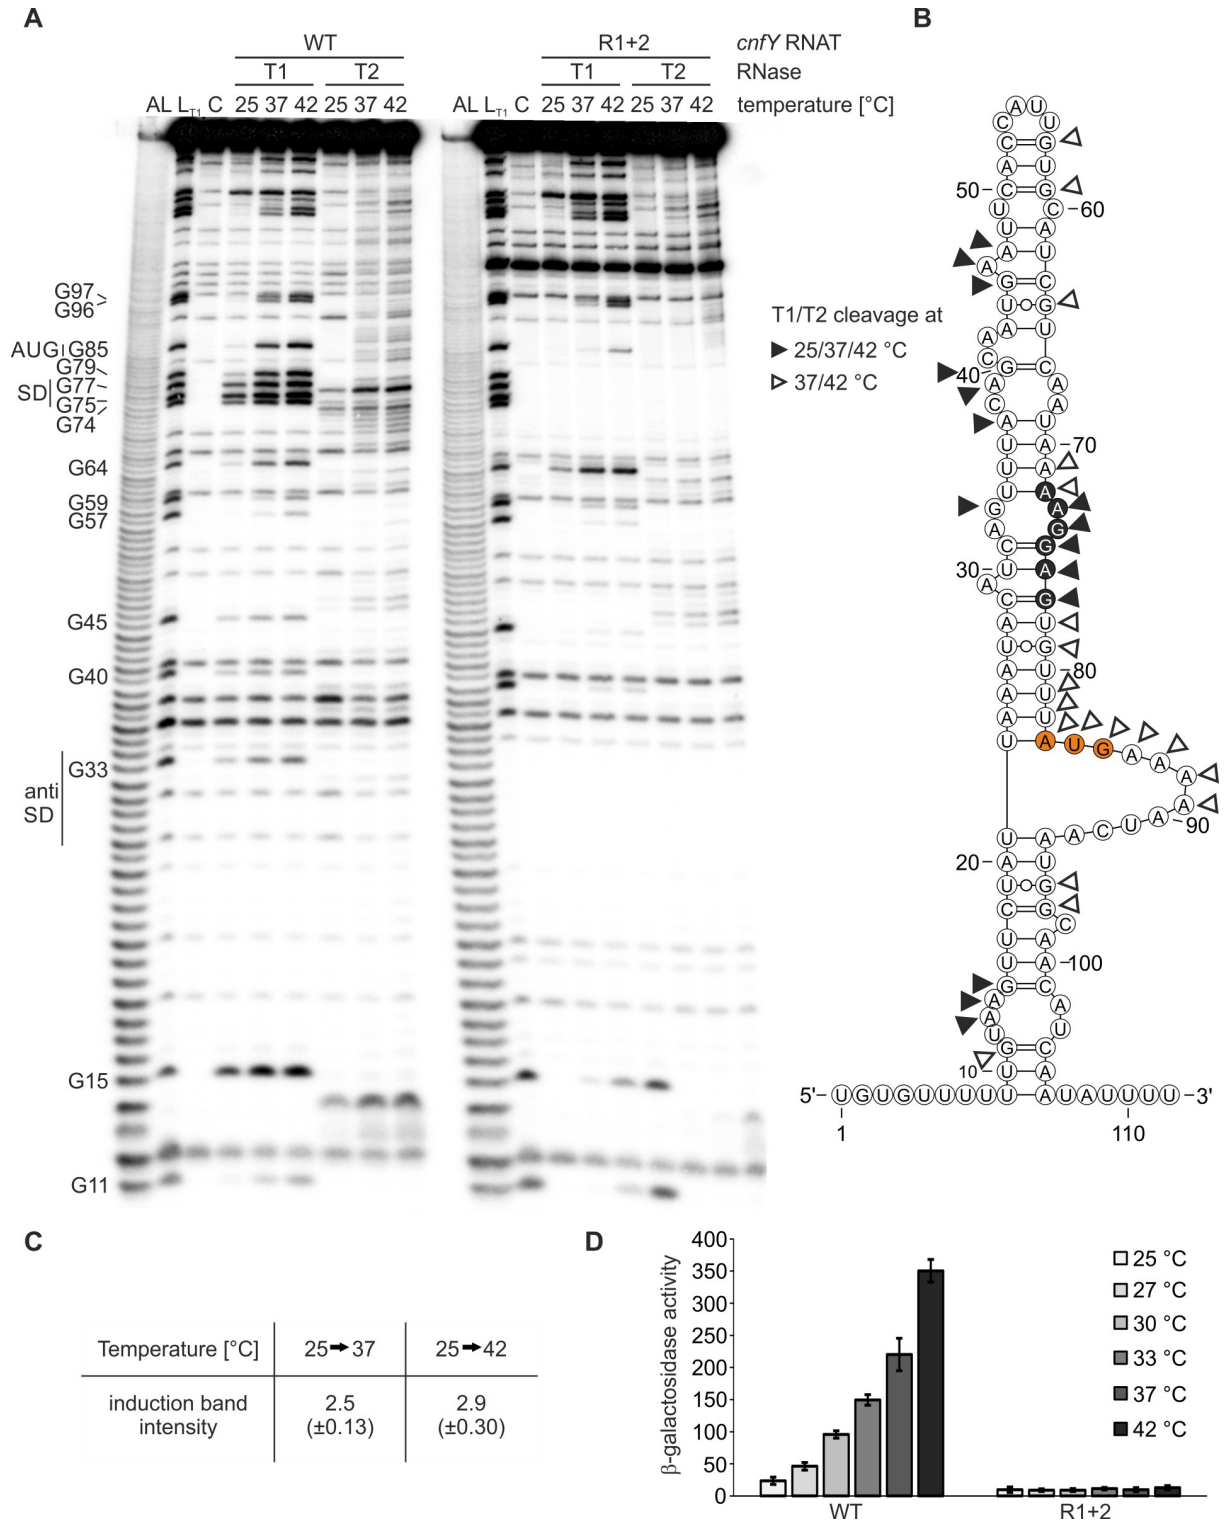 A
WT
R1+2
cnfY RNAT
T1
T2
T1
T2
RNase
AL L T1 C 25 37 42 25 37 42
AL L T1 C 25 37 42 25 37 42
temperature [°C]
G97
G96
AUG G85
G79
SD G77
G75
G74
G64
G59
G57
G45
G40
G33
anti
SD
G15
G11
T1/T2 cleavage at
25/37/42 °C
37/42 °C
B
50
60
40
70
30
80
90
20
100
10
5'- U G U G U U U U U -3'
1
110
C
Temperature [°C]
25➡37
25➡42
induction band
intensity
2.5
(±0.13)
2.9
(±0.30)
D
β-galactosidase activity
400
350
300
250
200
150
100
50
0
WT
R1+2
25 °C
27 °C
30 °C
33 °C
37 °C
42 °C